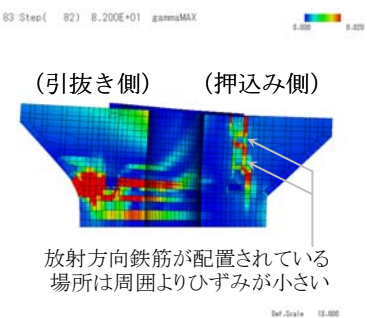 83 Step( 82) 8.200E+01 gammaMAX
0.000 0.020
（引抜き側） （押込み側）
放射方向鉄筋が配置されている
場所は周囲よりひずみが小さい
Def.Scale 10.000